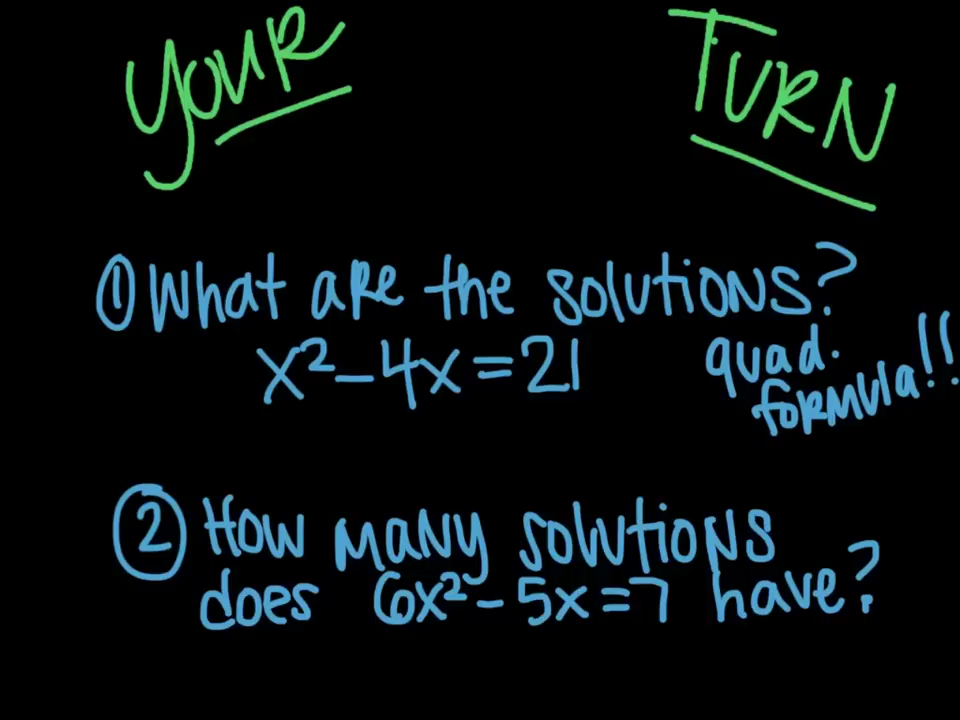 YOUR TURN
① What are the solutions?
x² - 4x = 21
quad.
formula!!
② How many solutions
does 6x² - 5x = 7 have?